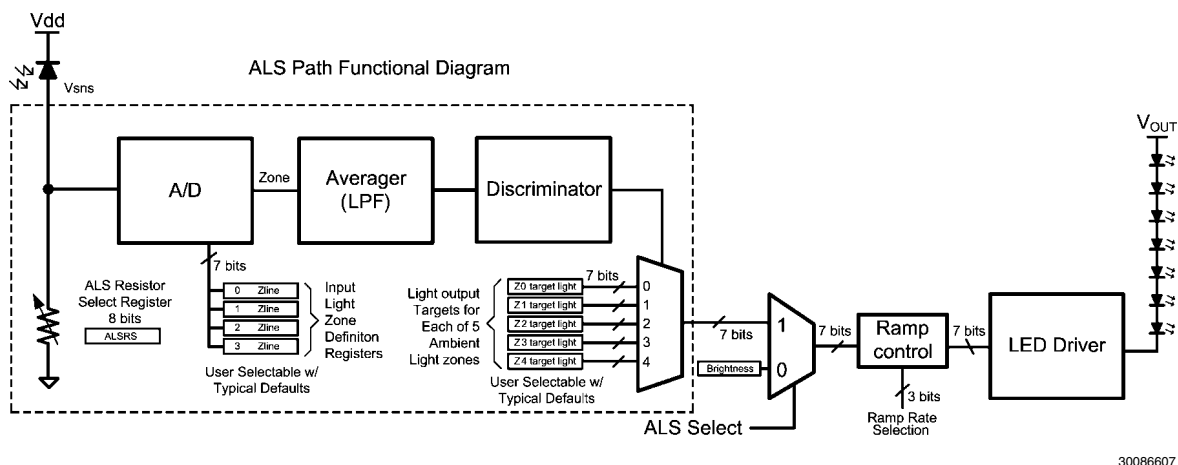 Vdd
Vsns
ALS Path Functional Diagram
A/D
Zone
Averager
(LPF)
Discriminator
7 bits
ALS Resistor
Select Register
8 bits
ALSRS
0 Zline
1 Zline
2 Zline
3 Zline
Input
Light
Zone
Definiton
Registers
User Selectable w/
Typical Defaults
Light output
Targets for
Each of 5
Ambient
Light zones
7 bits
Z0 target light
Z1 target light
Z2 target light
Z3 target light
Z4 target light
0
1
2
3
4
User Selectable w/
Typical Defaults
7 bits
Brightness
1
0
ALS Select
7 bits
Ramp
control
3 bits
Ramp Rate
Selection
7 bits
LED Driver
VOUT
30086607